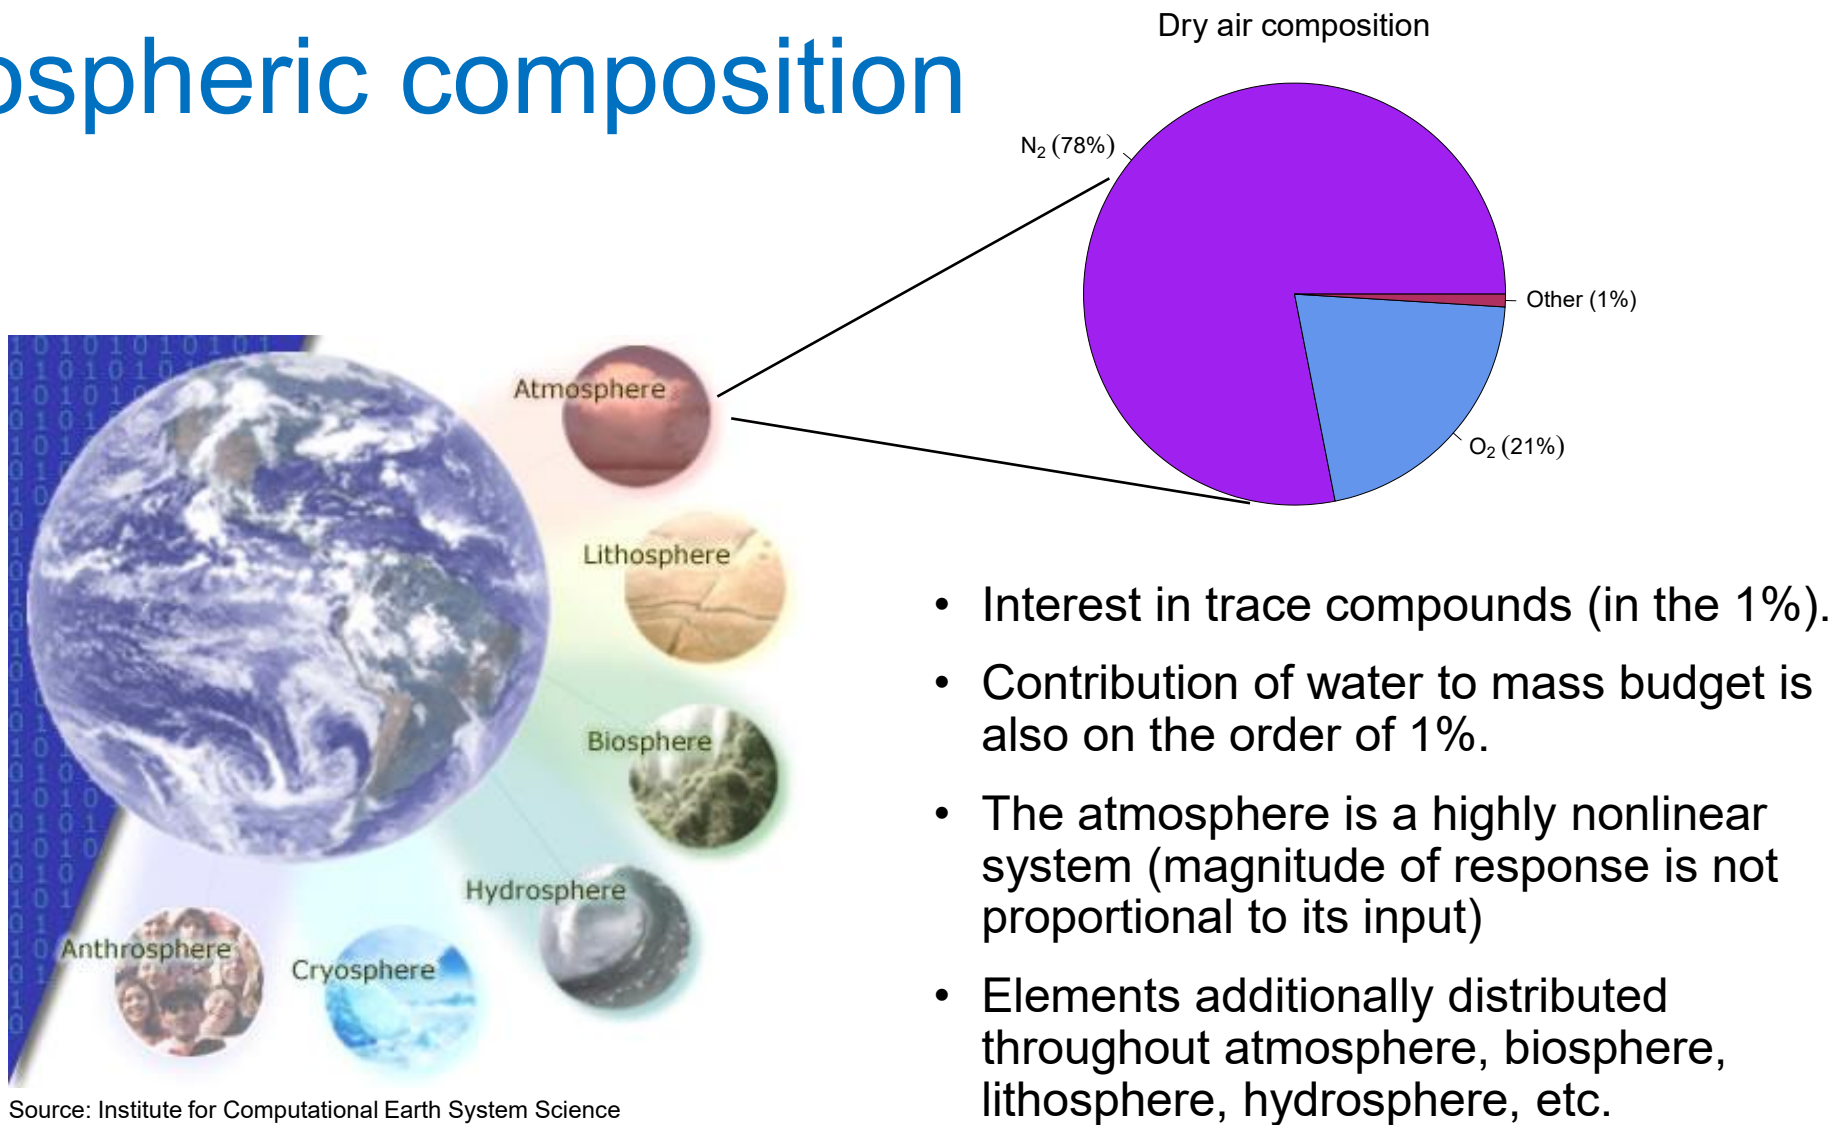 ospheric composition
Dry air composition
N₂ (78%)
Other (1%)
O₂ (21%)
Atmosphere
Lithosphere
Biosphere
Hydrosphere
Cryosphere
Anthrosphere
Source: Institute for Computational Earth System Science
• Interest in trace compounds (in the 1%).
• Contribution of water to mass budget is
also on the order of 1%.
• The atmosphere is a highly nonlinear
system (magnitude of response is not
proportional to its input)
• Elements additionally distributed
throughout atmosphere, biosphere,
lithosphere, hydrosphere, etc.